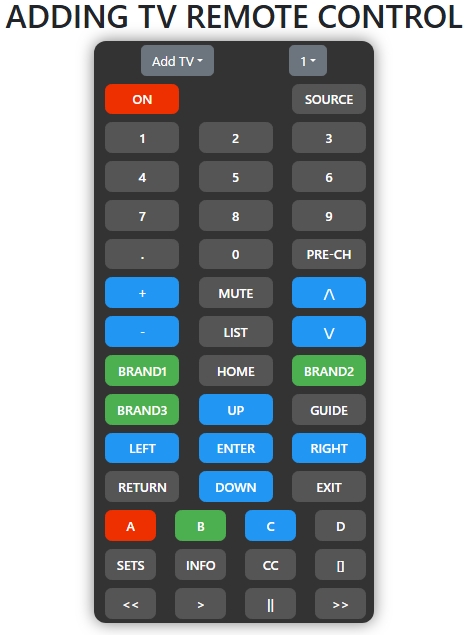 ADDING TV REMOTE CONTROL
Add TV 1
ON SOURCE
1 2 3
4 5 6
7 8 9
. 0 PRE-CH
+ MUTE /\
- LIST \/
BRAND1 HOME BRAND2
BRAND3 UP GUIDE
LEFT ENTER RIGHT
RETURN DOWN EXIT
A B C D
SETS INFO CC []
<< > || >>